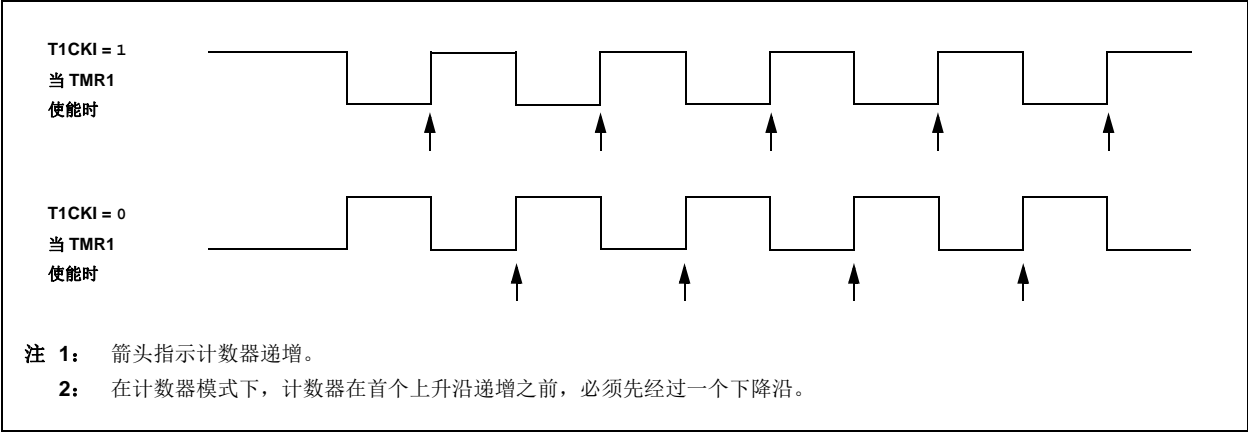 T1CKI = 1
当 TMR1
使能时
T1CKI = 0
当 TMR1
使能时
注 1： 箭头指示计数器递增。
2： 在计数器模式下，计数器在首个上升沿递增之前，必须先经过一个下降沿。